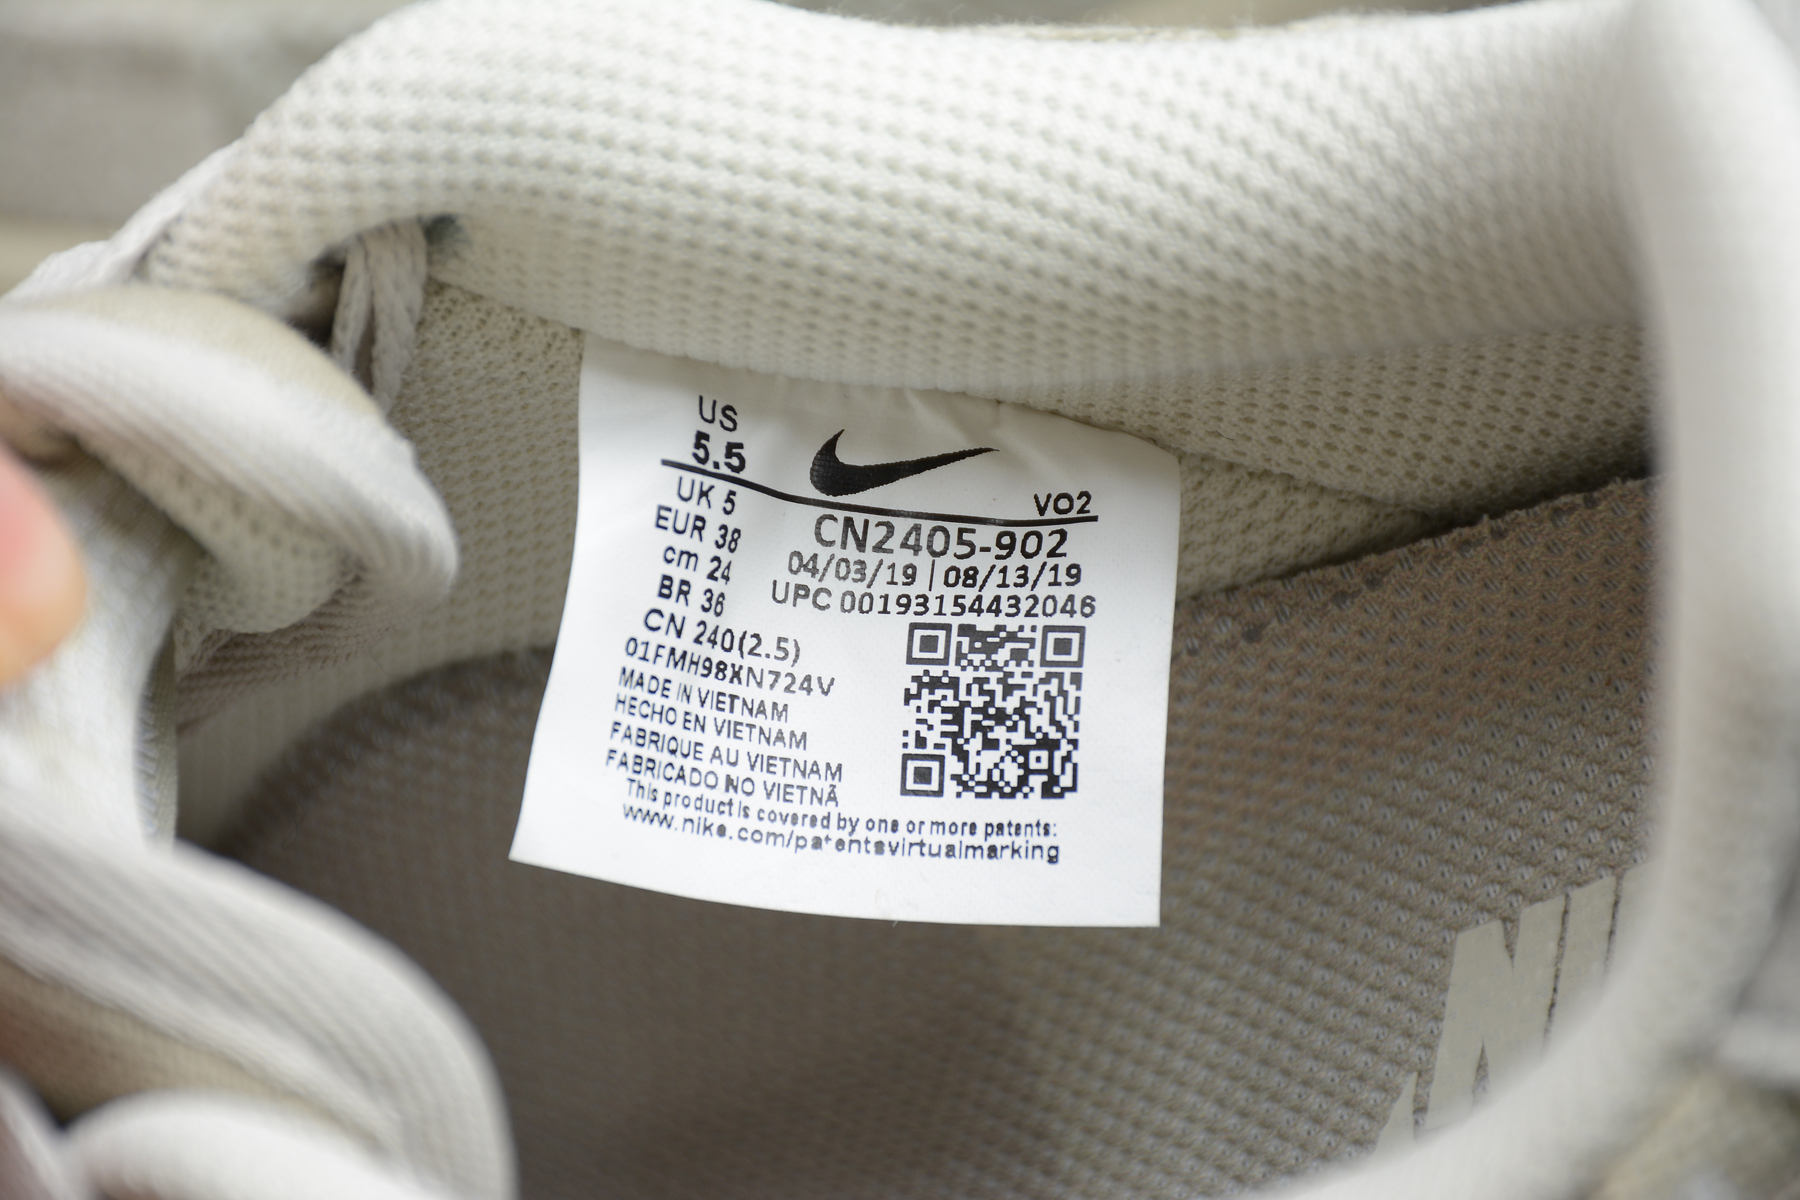 US
5.5
VO2
UK 5
EUR 38
cm 24
BR 36
CN 240(2.5)
CN2405-902
04/03/19 | 08/13/19
UPC 00193154432046
01FMH98XN724V
MADE IN VIETNAM
HECHO EN VIETNAM
FABRIQUE AU VIETNAM
FABRICADO NO VIETNÃ
This product is covered by one or more patents:
www.nike.com/patentsvirtualmarking
NI